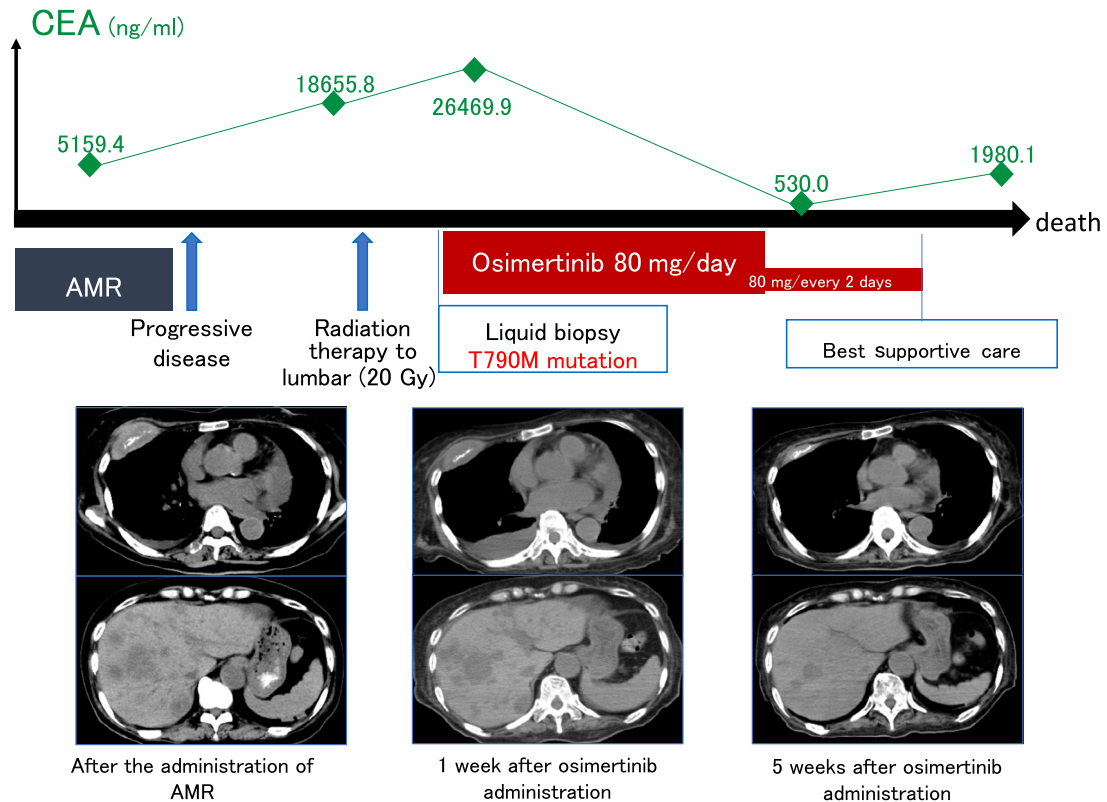 CEA (ng/ml)
5159.4
18655.8
26469.9
530.0
1980.1
death
AMR
Osimertinib 80 mg/day
80 mg/every 2 days
Progressive
disease
Radiation
therapy to
lumbar (20 Gy)
Liquid biopsy
T790M mutation
Best supportive care
After the administration of
AMR
1 week after osimertinib
administration
5 weeks after osimertinib
administration